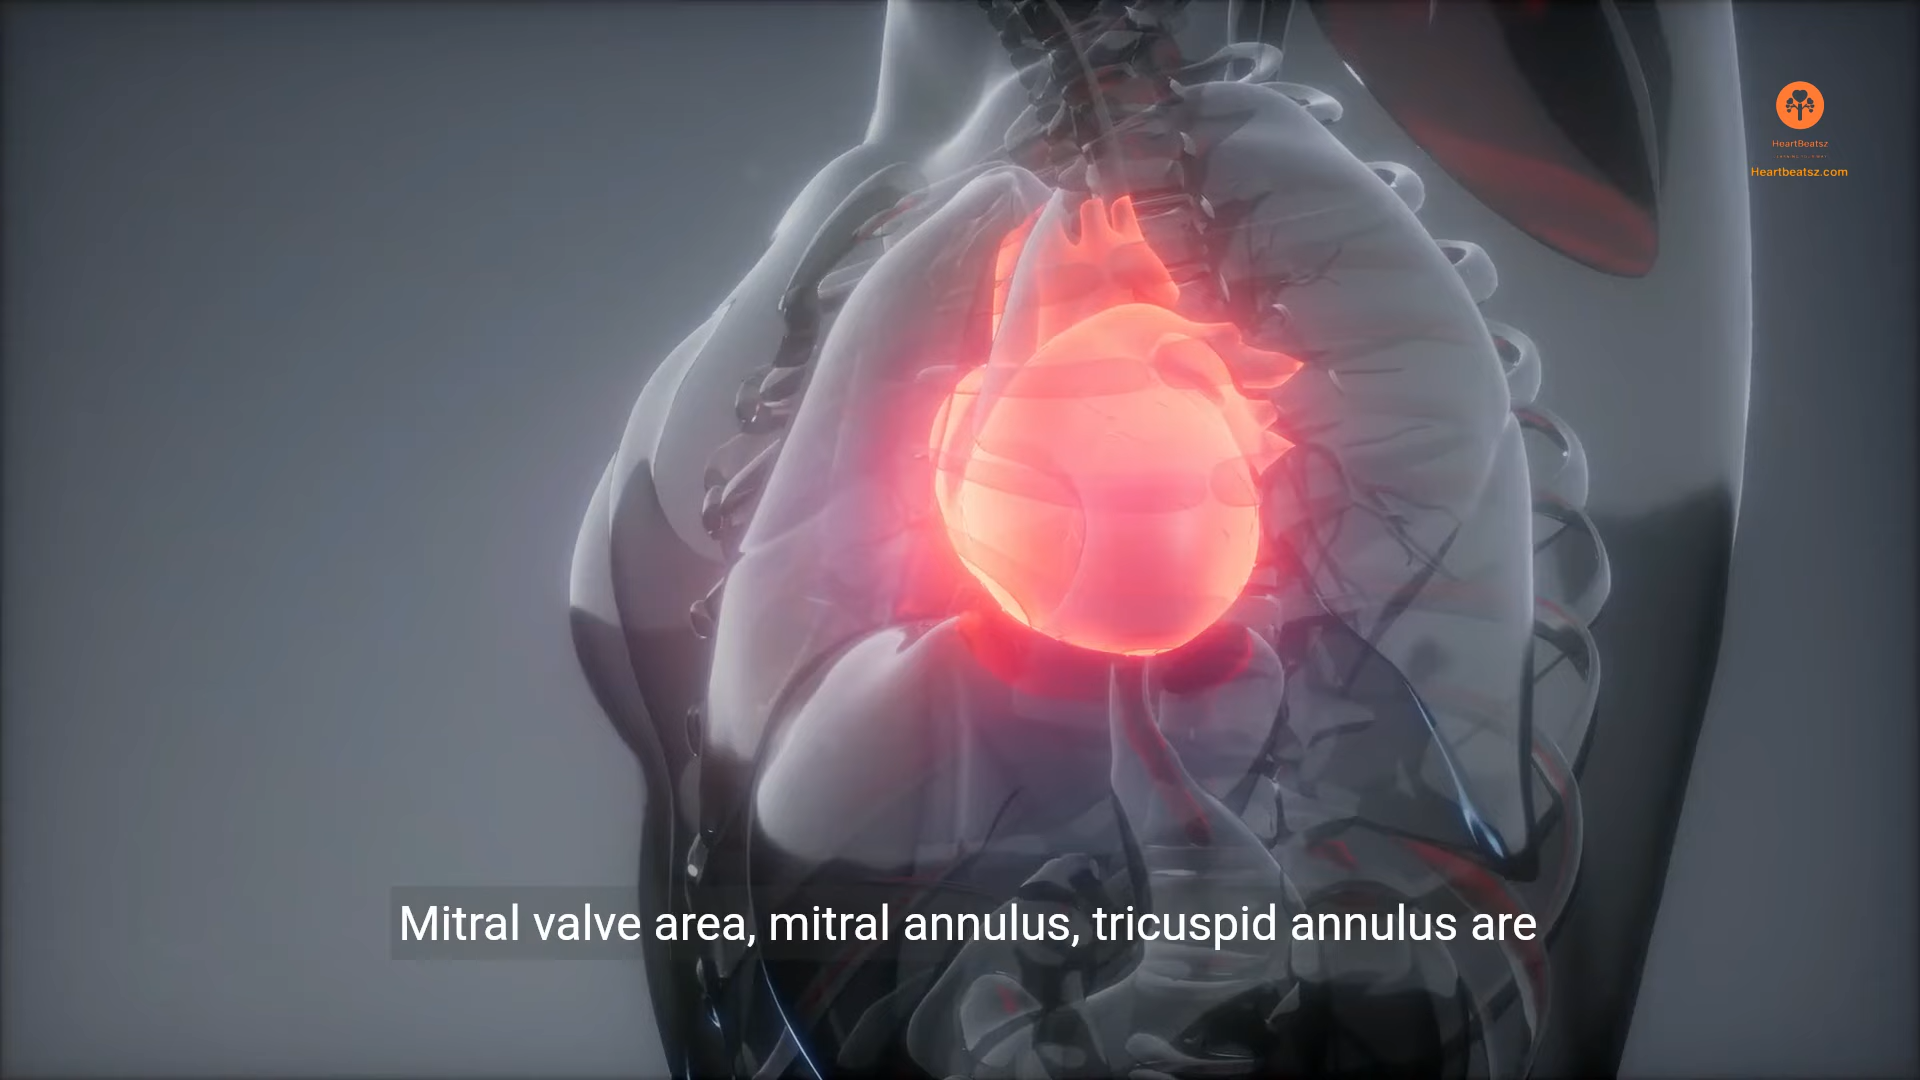 HeartBeatsz
Heartbeatsz.com
Mitral valve area, mitral annulus, tricuspid annulus are